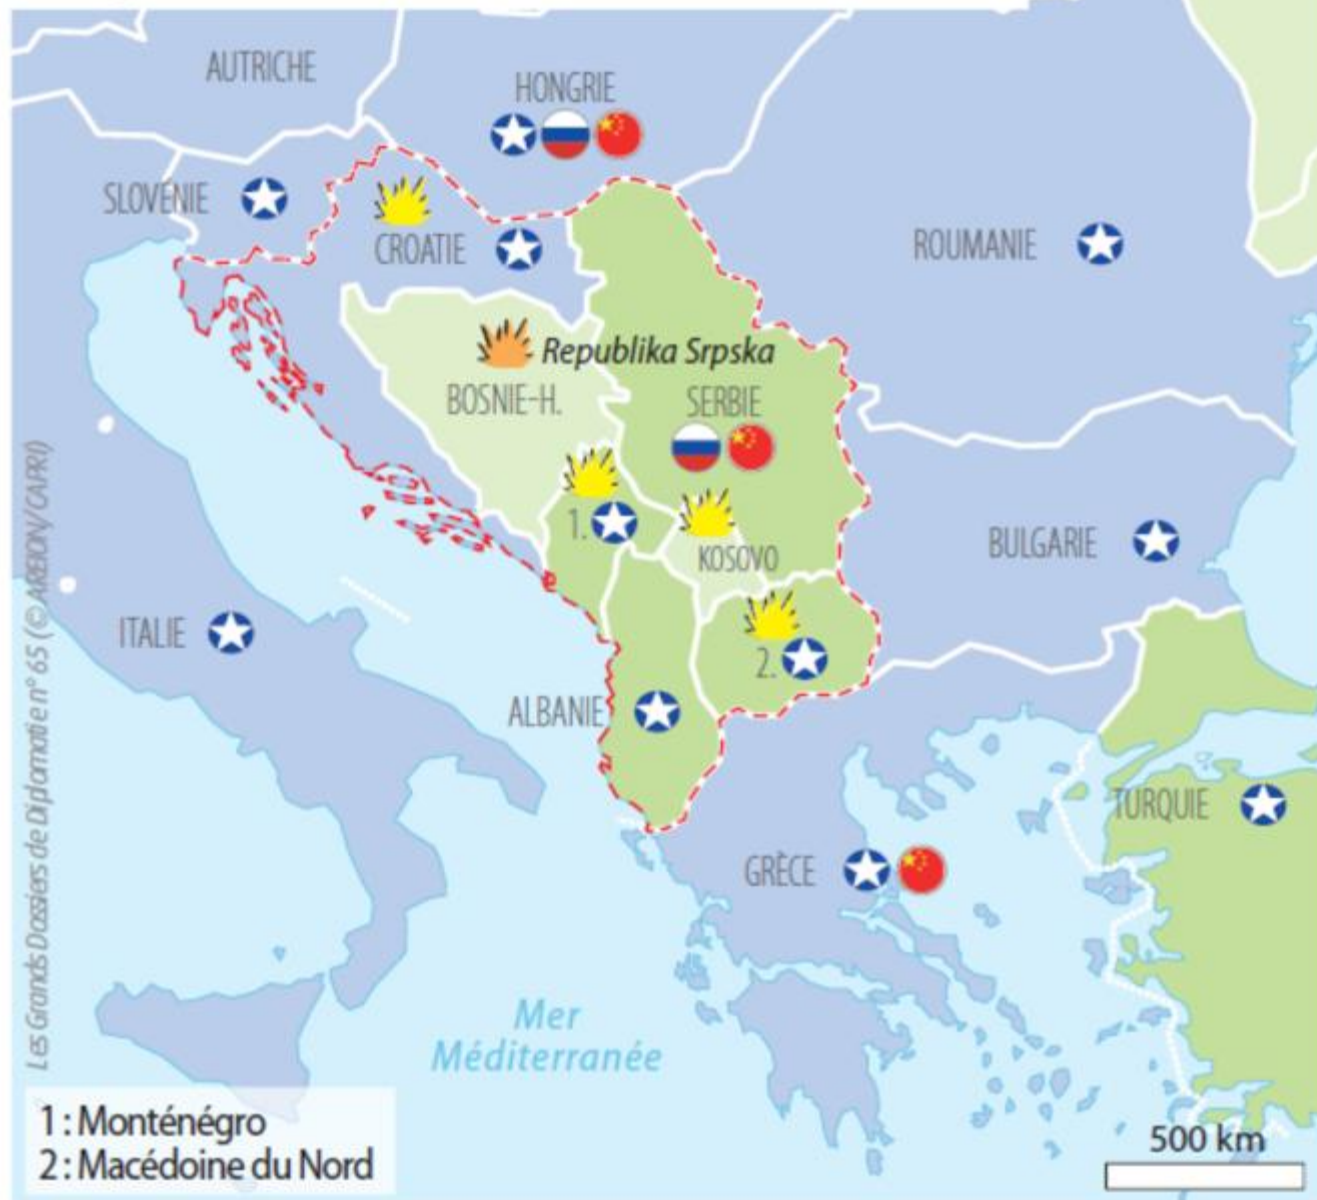 AUTRICHE
HONGRIE
SLOVÉNIE
CROATIE
ROUMANIE
Republika Srpska
BOSNIE-H.
SERBIE
1.
KOSOVO
BULGARIE
ITALIE
2.
ALBANIE
TURQUIE
GRÈCE
Mer
Méditerranée
Les Grands Dossiers de Diplomatie n° 65 (© AREION/CAPRI)
1 : Monténégro
2 : Macédoine du Nord
500 km